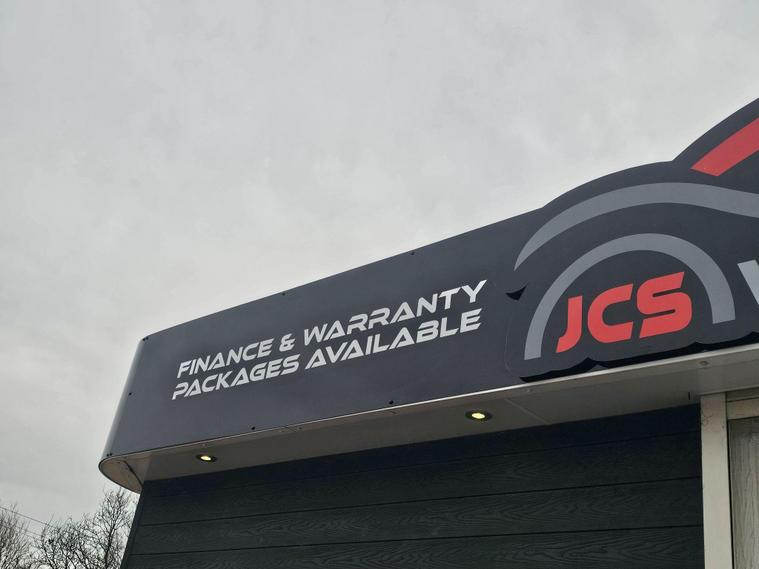 FINANCE & WARRANTY
PACKAGES AVAILABLE
JCS